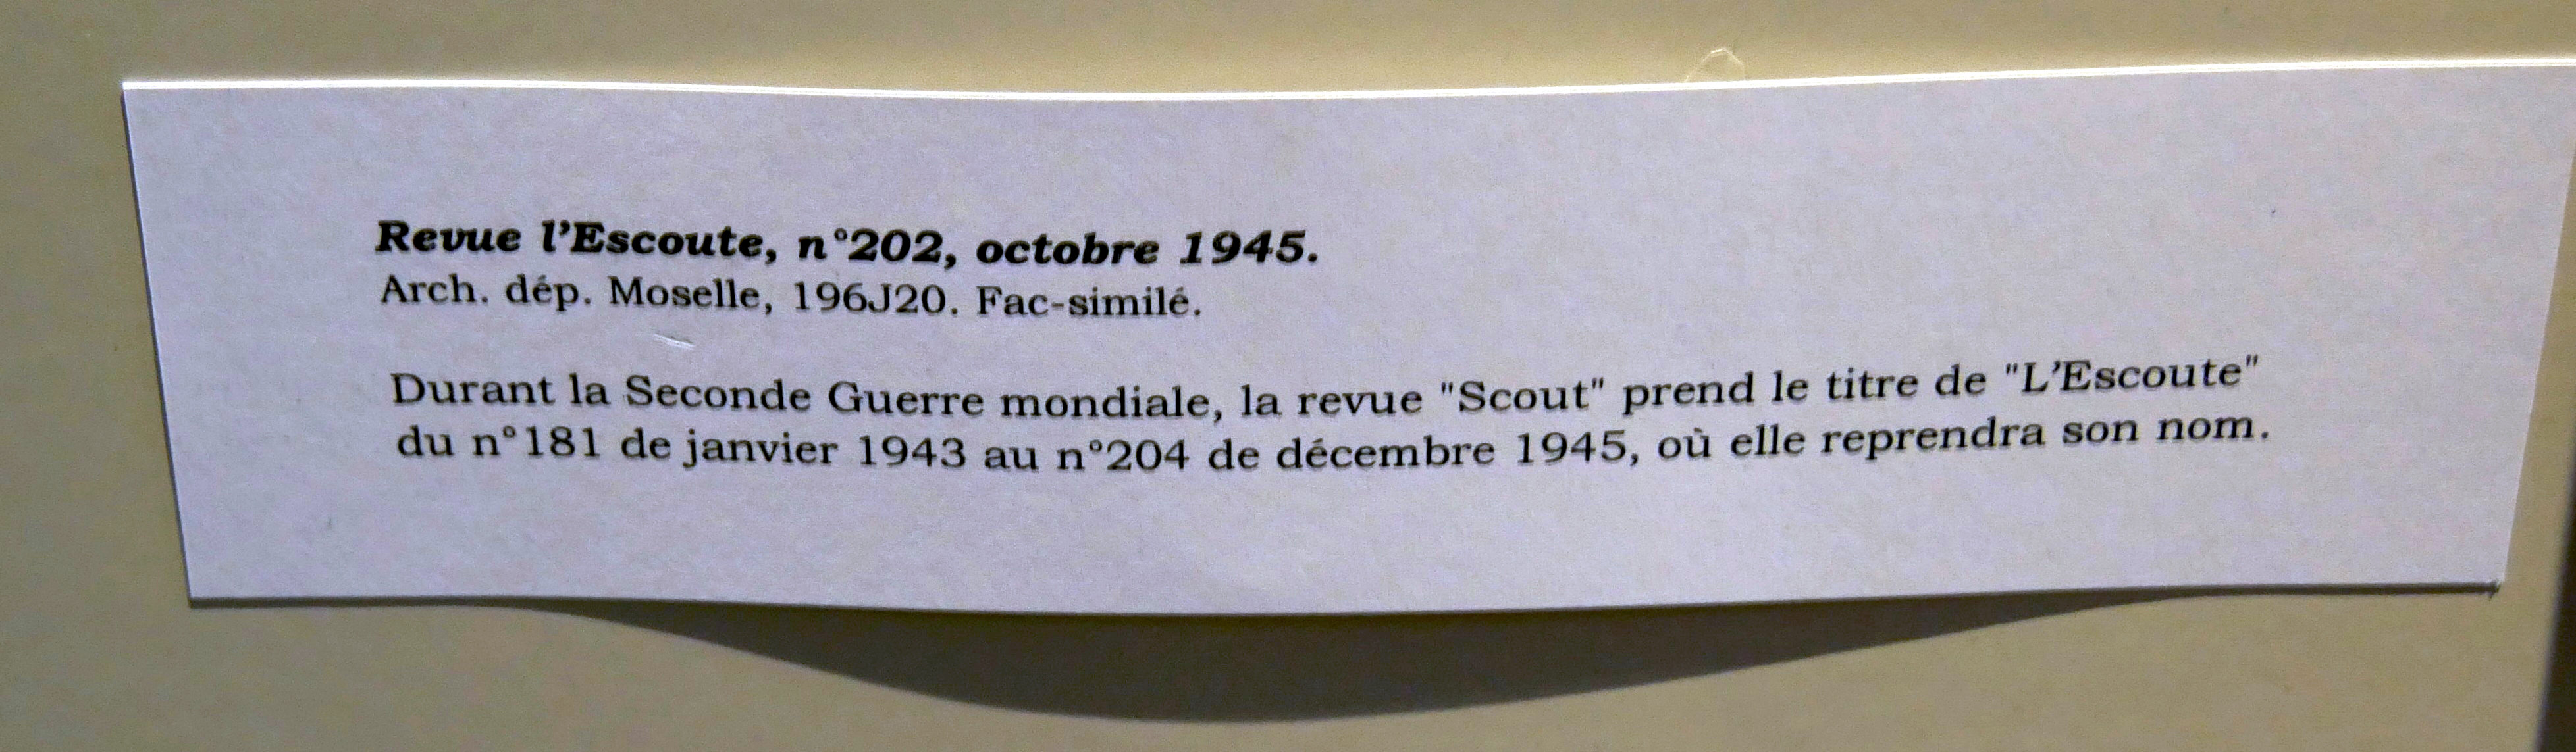 Revue l'Escoute, n°202, octobre 1945.
Arch. dép. Moselle, 196J20. Fac-similé.
Durant la Seconde Guerre mondiale, la revue "Scout" prend le titre de "L'Escoute"
du n°181 de janvier 1943 au n°204 de décembre 1945, où elle reprendra son nom.